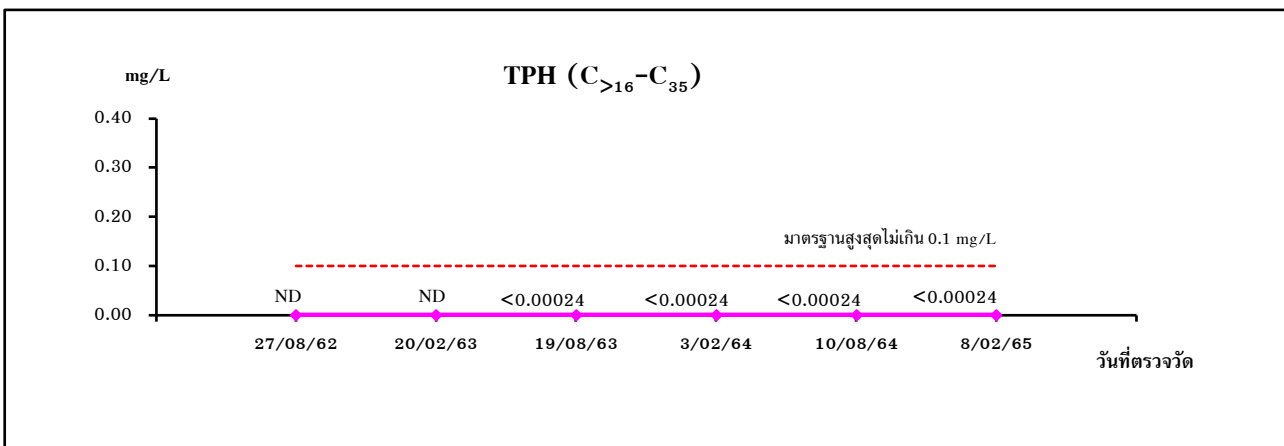 TPH (C>16-C35)
mg/L
0.40
0.30
0.20
มาตรฐานสูงสุดไม่เกิน 0.1 mg/L
0.10
ND ND <0.00024 <0.00024 <0.00024 <0.00024
0.00
27/08/62 20/02/63 19/08/63 3/02/64 10/08/64 8/02/65
วันที่ตรวจวัด